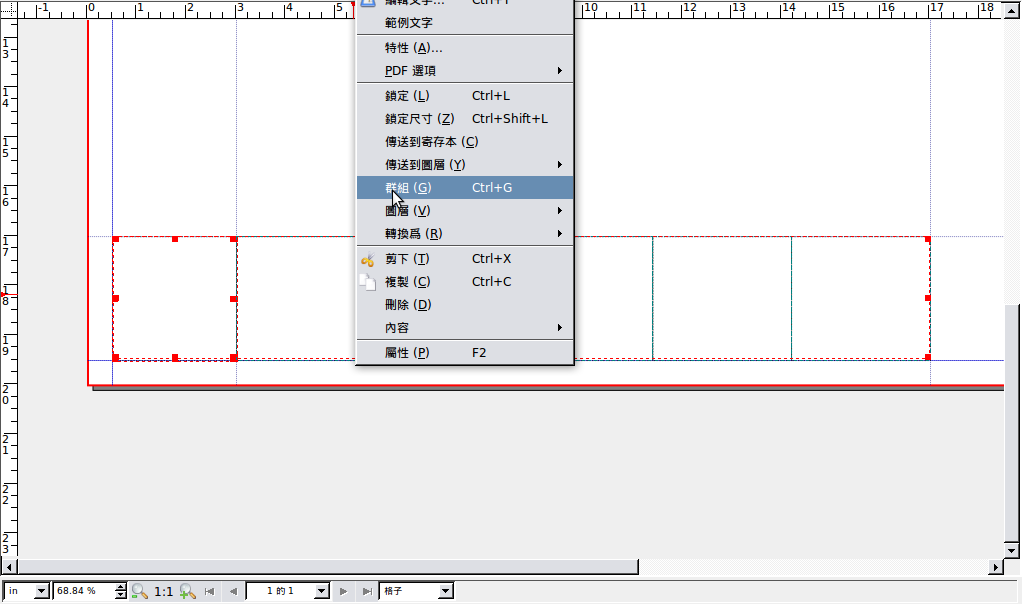 -1 0 1 2 3 4 5 10 11 12 13 14 15 16 17 18
編輯文字... Ctrl+T
範例文字
特性 (A)...
PDF 選項
鎖定 (L) Ctrl+L
鎖定尺寸 (Z) Ctrl+Shift+L
傳送到寄存本 (C)
傳送到圖層 (Y)
群組 (G) Ctrl+G
圖層 (V)
轉換爲 (R)
剪下 (T) Ctrl+X
複製 (C) Ctrl+C
刪除 (D)
內容
屬性 (P) F2
13
14
15
16
17
18
19
20
21
22
23
in 68.84 % 1:1 1 的 1 格子